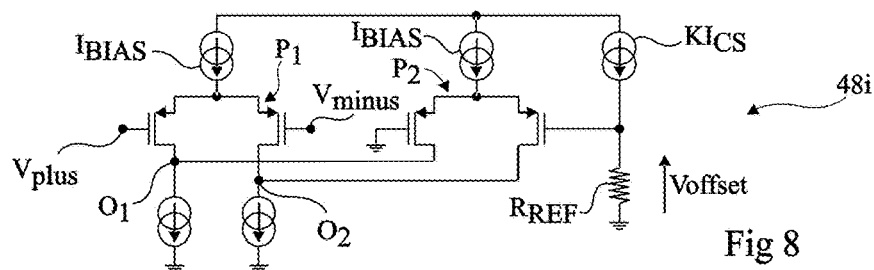 IBIAS
P1
IBIAS
KICS
P2
Vminus
48i
Vplus
O1
O2
RREF
Voffset
Fig 8